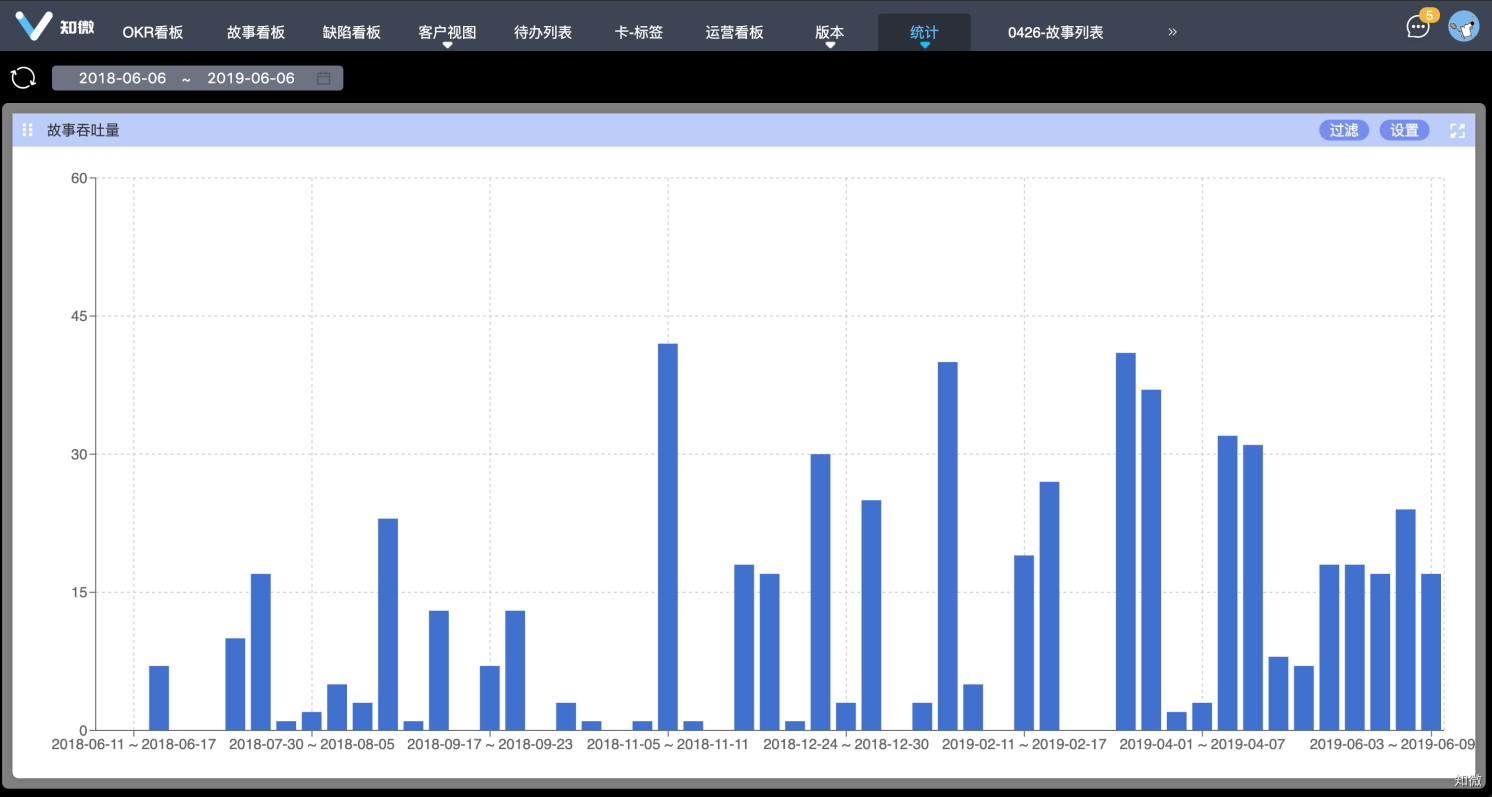 知微 OKR看板 故事看板 缺陷看板 客户视图 待办列表 卡-标签 运营看板 版本 统计 0426-故事列表 » 5
2018-06-06 ~ 2019-06-06
故事吞吐量 过滤 设置
60
45
30
15
0
2018-06-11 ~ 2018-06-17 2018-07-30 ~ 2018-08-05 2018-09-17 ~ 2018-09-23 2018-11-05 ~ 2018-11-11 2018-12-24 ~ 2018-12-30 2019-02-11 ~ 2019-02-17 2019-04-01 ~ 2019-04-07 2019-06-03 ~ 2019-06-09
知微